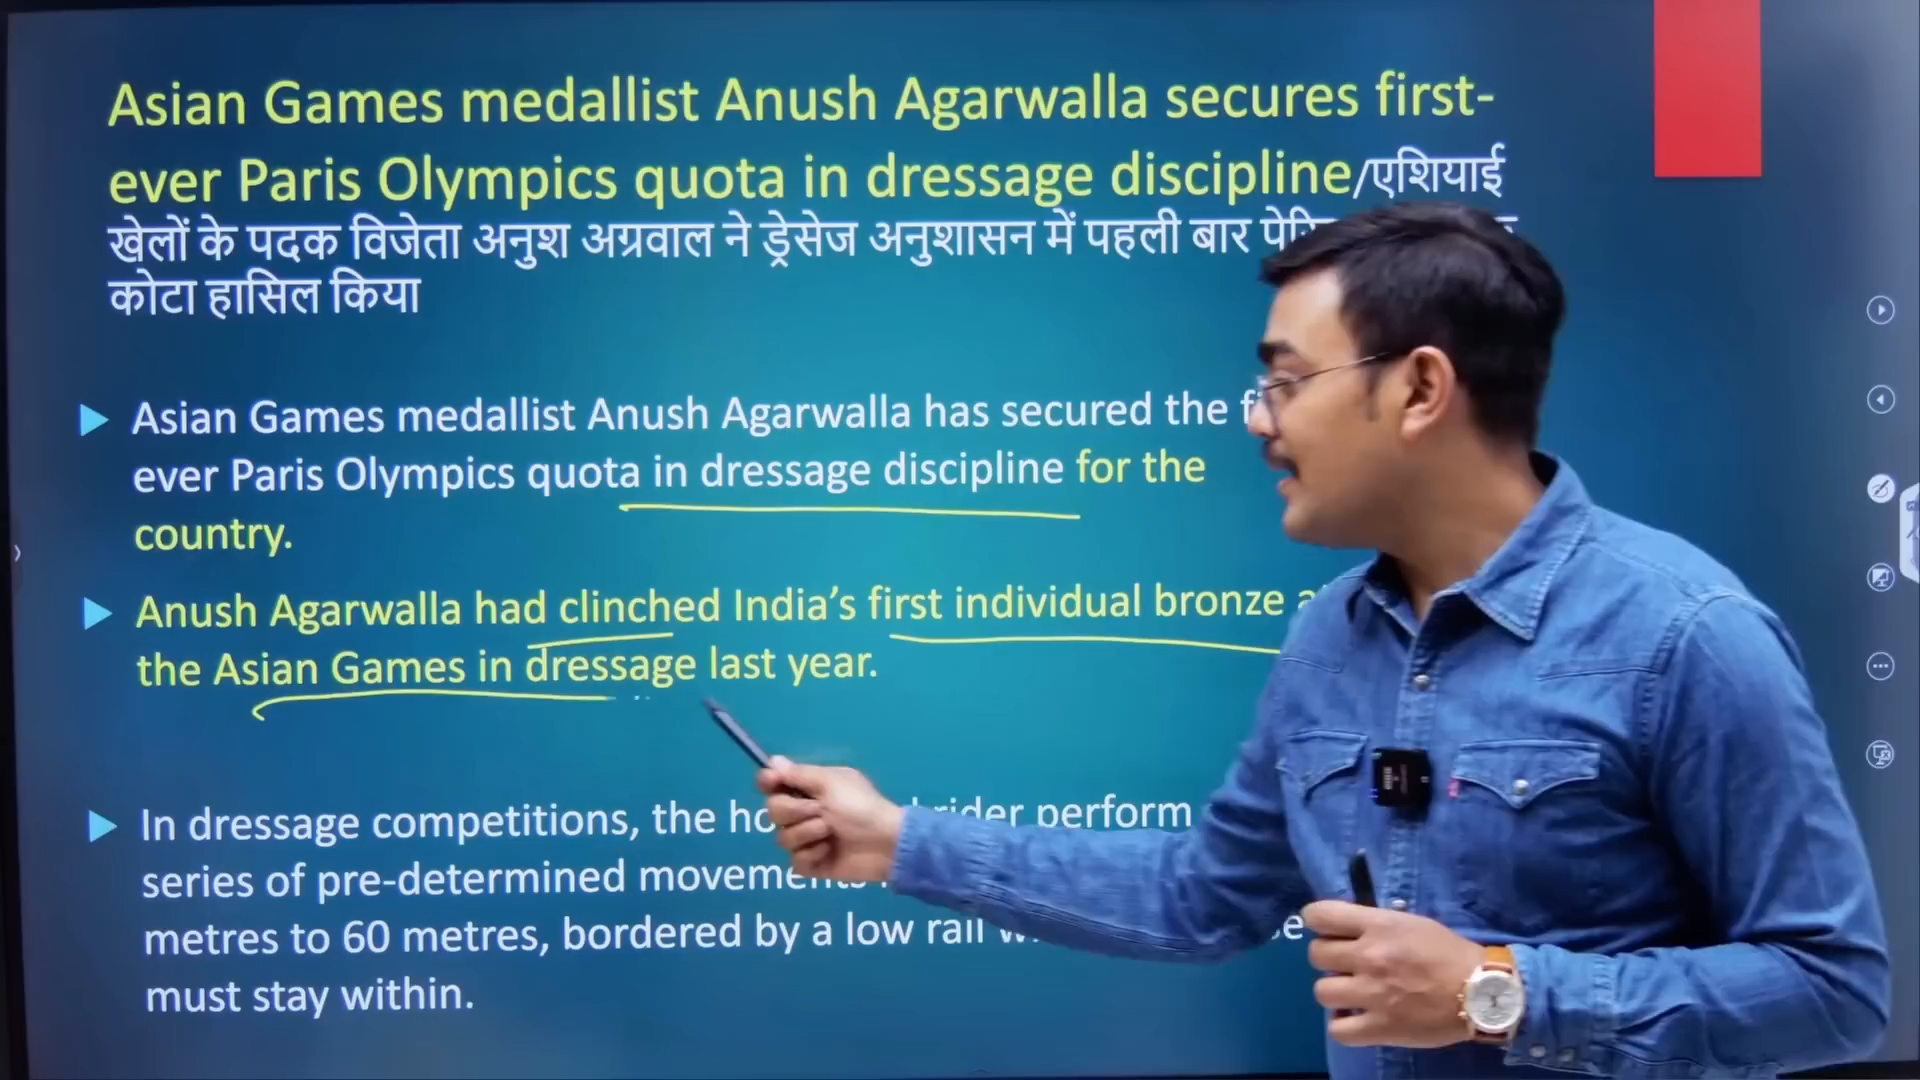 Asian Games medallist Anush Agarwalla secures first-
ever Paris Olympics quota in dressage discipline/एशियाई
खेलों के पदक विजेता अनुश अग्रवाल ने ड्रेसेज अनुशासन में पहली बार
कोटा हासिल किया
Asian Games medallist Anush Agarwalla has secured the
ever Paris Olympics quota in dressage discipline for the
country.
Anush Agarwalla had clinched India's first individual bronze
the Asian Games in dressage last year.
In dressage competitions, the rider perform
series of pre-determined
metres to 60 metres, bordered by a low rail
must stay within.